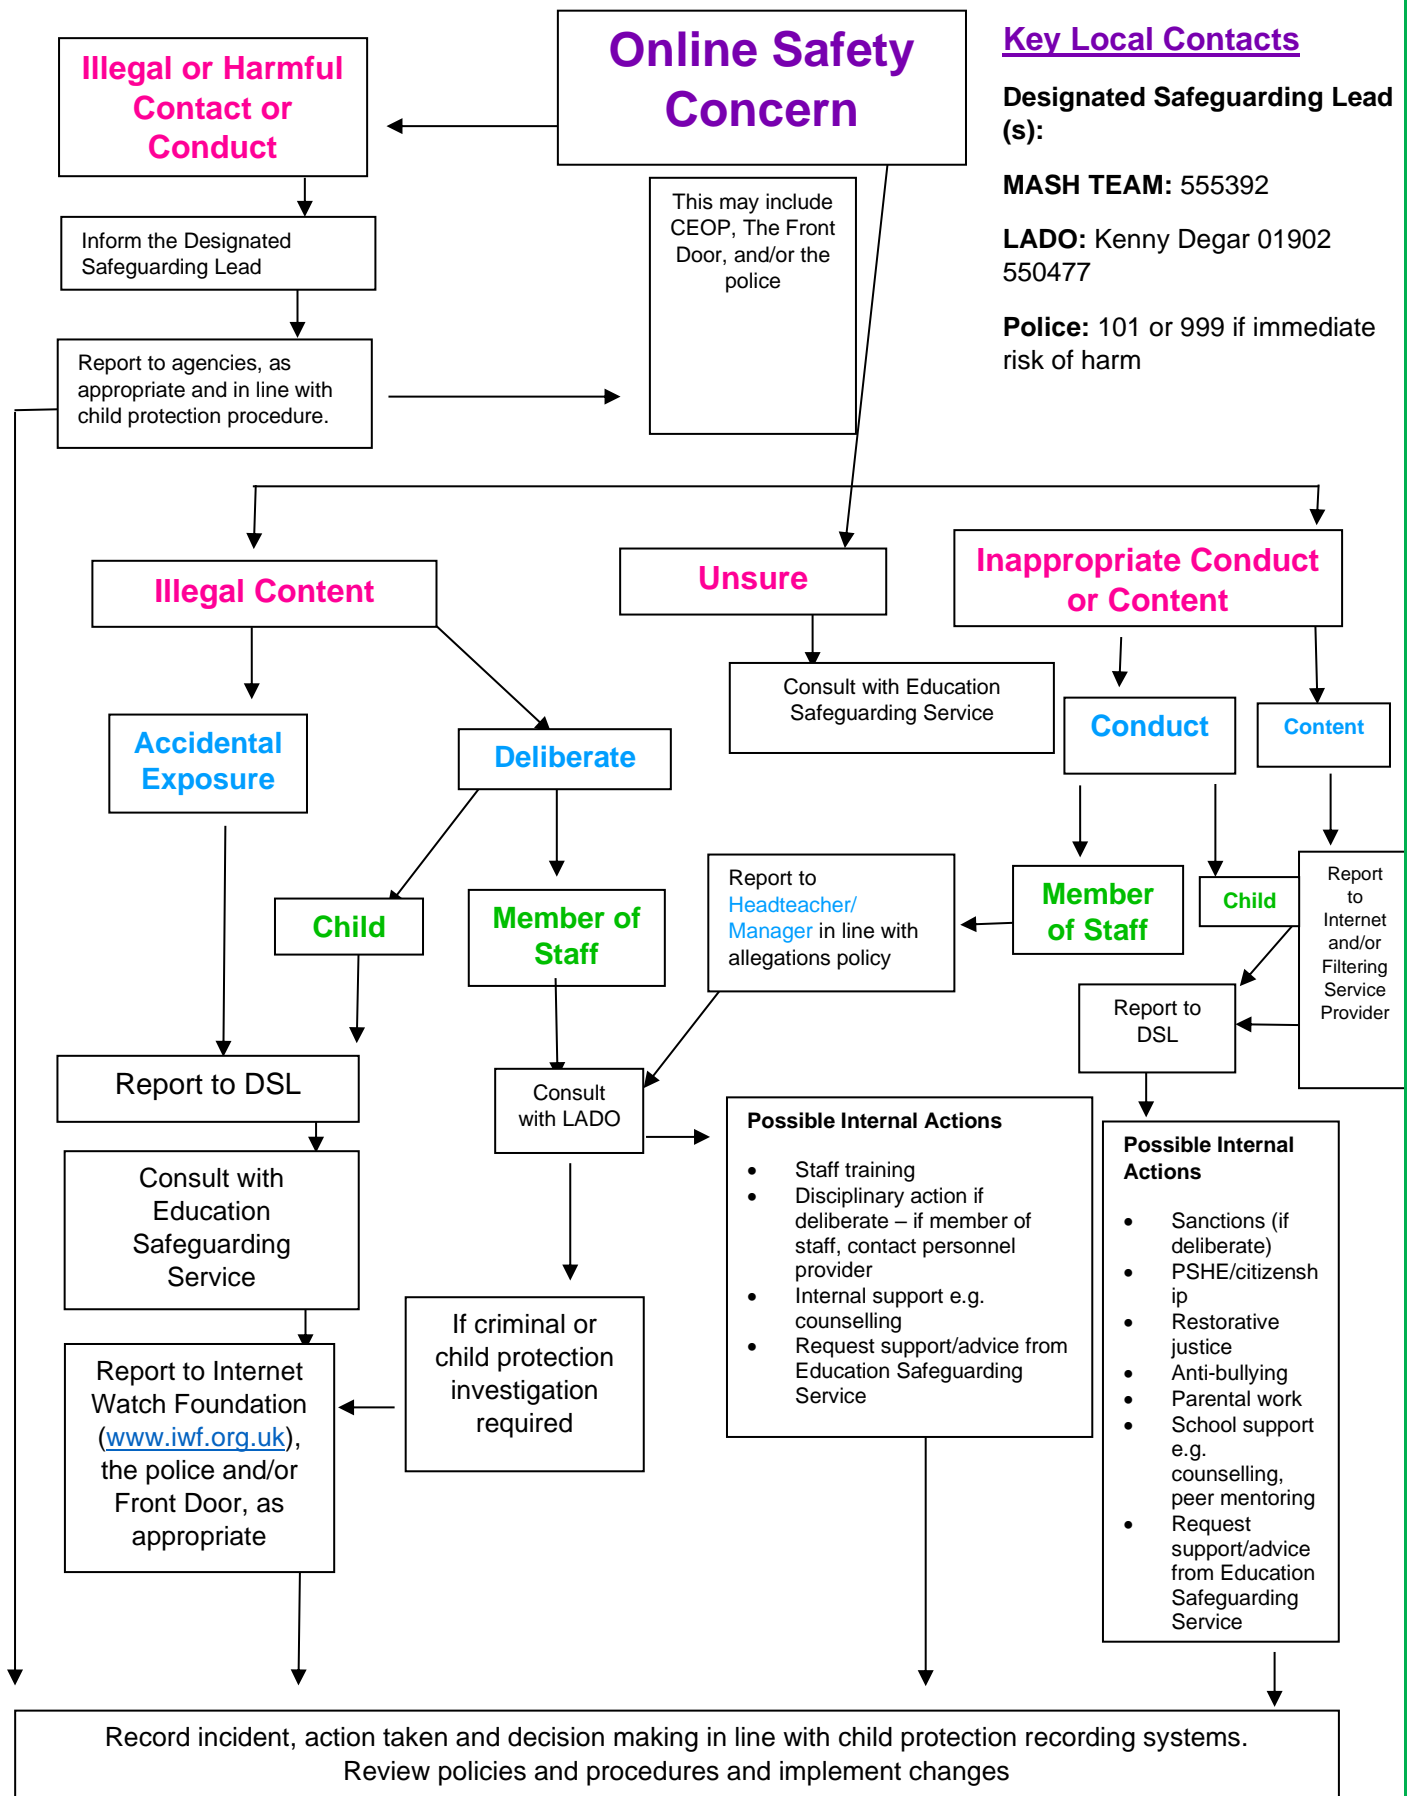 Online Safety
Concern
Key Local Contacts
Designated Safeguarding Lead
(s):
MASH TEAM: 555392
LADO: Kenny Degar 01902
550477
Police: 101 or 999 if immediate
risk of harm
Illegal or Harmful
Contact or
Conduct
Inform the Designated
Safeguarding Lead
Report to agencies, as
appropriate and in line with
child protection procedure.
This may include
CEOP, The Front
Door, and/or the
police
Illegal Content
Unsure
Inappropriate Conduct
or Content
Consult with Education
Safeguarding Service
Accidental
Exposure
Deliberate
Conduct
Content
Child
Member of
Staff
Report to
Headteacher/
Manager in line with
allegations policy
Member
of Staff
Child
Report
to
Internet
and/or
Filtering
Service
Provider
Report to
DSL
Report to DSL
Consult
with LADO
Consult with
Education
Safeguarding
Service
If criminal or
child protection
investigation
required
Report to Internet
Watch Foundation
(www.iwf.org.uk),
the police and/or
Front Door, as
appropriate
Possible Internal Actions
• Staff training
• Disciplinary action if
deliberate – if member of
staff, contact personnel
provider
• Internal support e.g.
counselling
• Request support/advice from
Education Safeguarding
Service
Possible Internal
Actions
• Sanctions (if
deliberate)
• PSHE/citizensh
ip
• Restorative
justice
• Anti-bullying
• Parental work
• School support
e.g.
counselling,
peer mentoring
• Request
support/advice
from Education
Safeguarding
Service
Record incident, action taken and decision making in line with child protection recording systems.
Review policies and procedures and implement changes